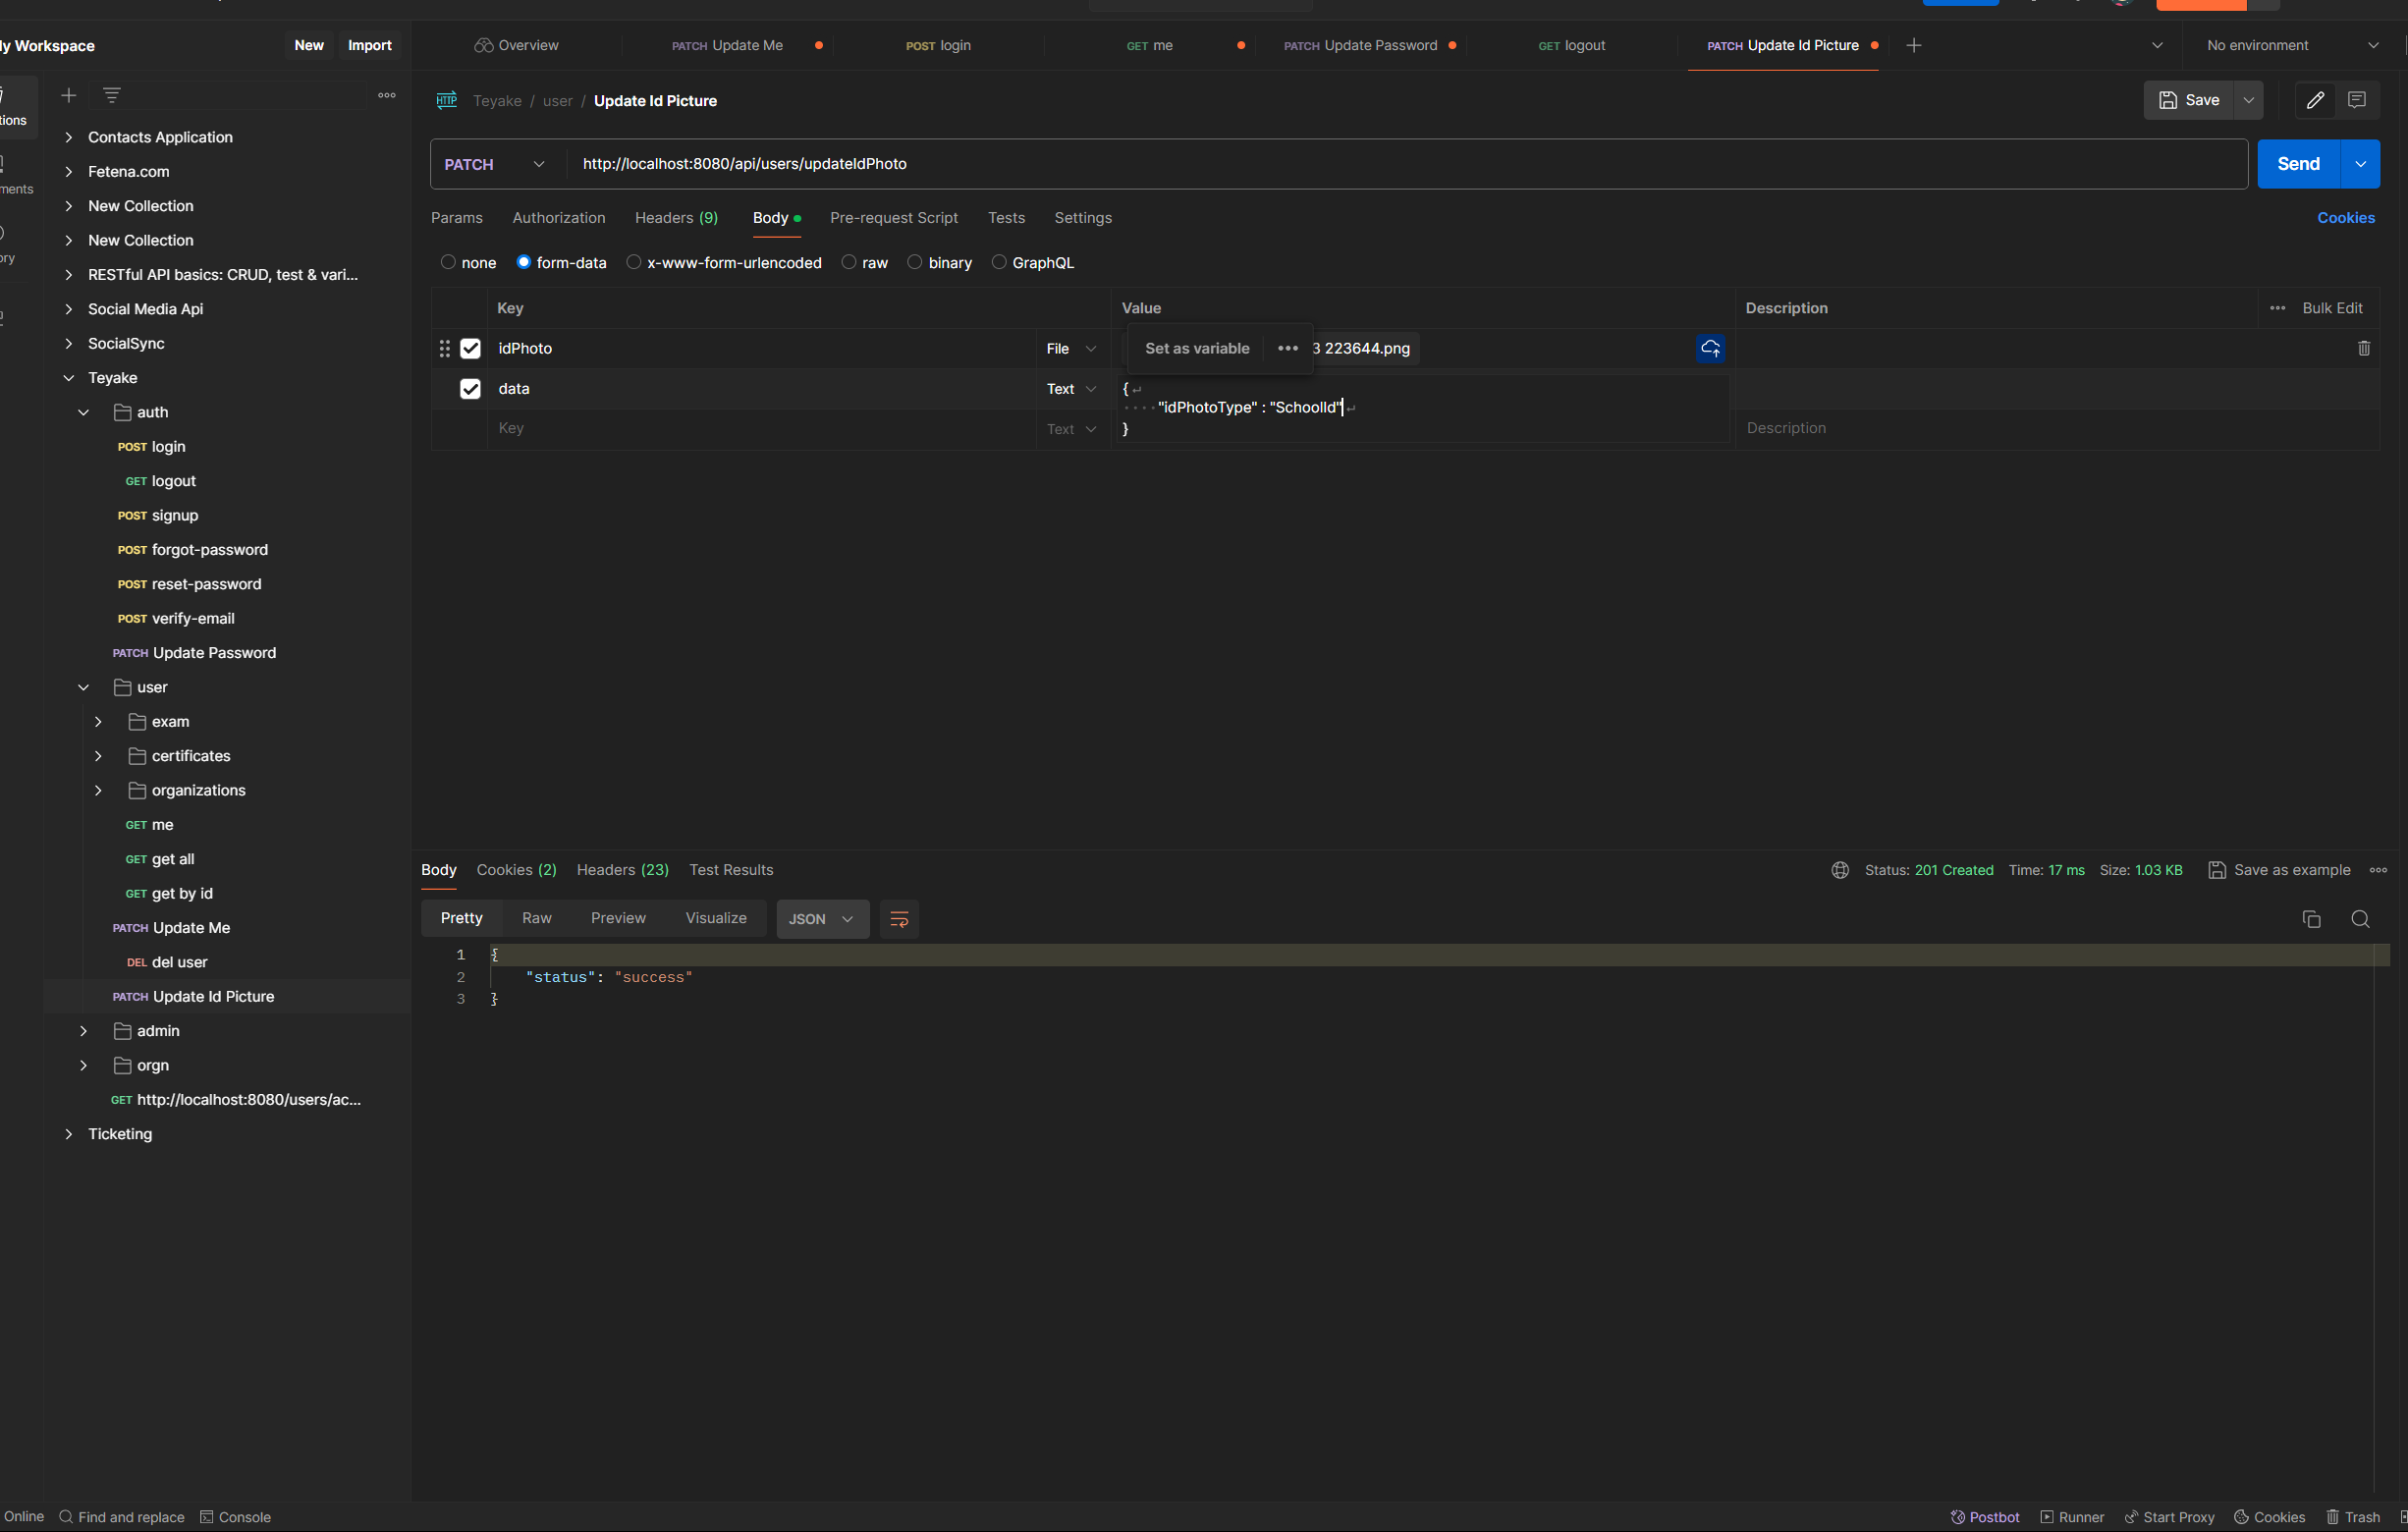 ly Workspace
New
Import
Overview
PATCH Update Me
POST login
GET me
PATCH Update Password
GET logout
PATCH Update Id Picture
No environment
HTTP
Teyake / user / Update Id Picture
Save
tions
ments
ory
Contacts Application
Fetena.com
New Collection
New Collection
RESTful API basics: CRUD, test & vari...
Social Media Api
SocialSync
Teyake
auth
POST login
GET logout
POST signup
POST forgot-password
POST reset-password
POST verify-email
PATCH Update Password
user
exam
certificates
organizations
GET me
GET get all
GET get by id
PATCH Update Me
DEL del user
PATCH Update Id Picture
admin
orgn
GET http://localhost:8080/users/ac...
Ticketing
PATCH
http://localhost:8080/api/users/updateIdPhoto
Send
Params
Authorization
Headers (9)
Body
Pre-request Script
Tests
Settings
Cookies
none
form-data
x-www-form-urlencoded
raw
binary
GraphQL
Key
Value
Description
Bulk Edit
idPhoto
File
Set as variable
3 223644.png
data
Text
{
"idPhotoType" : "SchoolId"
}
Key
Text
Description
Body
Cookies (2)
Headers (23)
Test Results
Status: 201 Created
Time: 17 ms
Size: 1.03 KB
Save as example
Pretty
Raw
Preview
Visualize
JSON
1 {
2 "status": "success"
3 }
Online
Find and replace
Console
Postbot
Runner
Start Proxy
Cookies
Trash